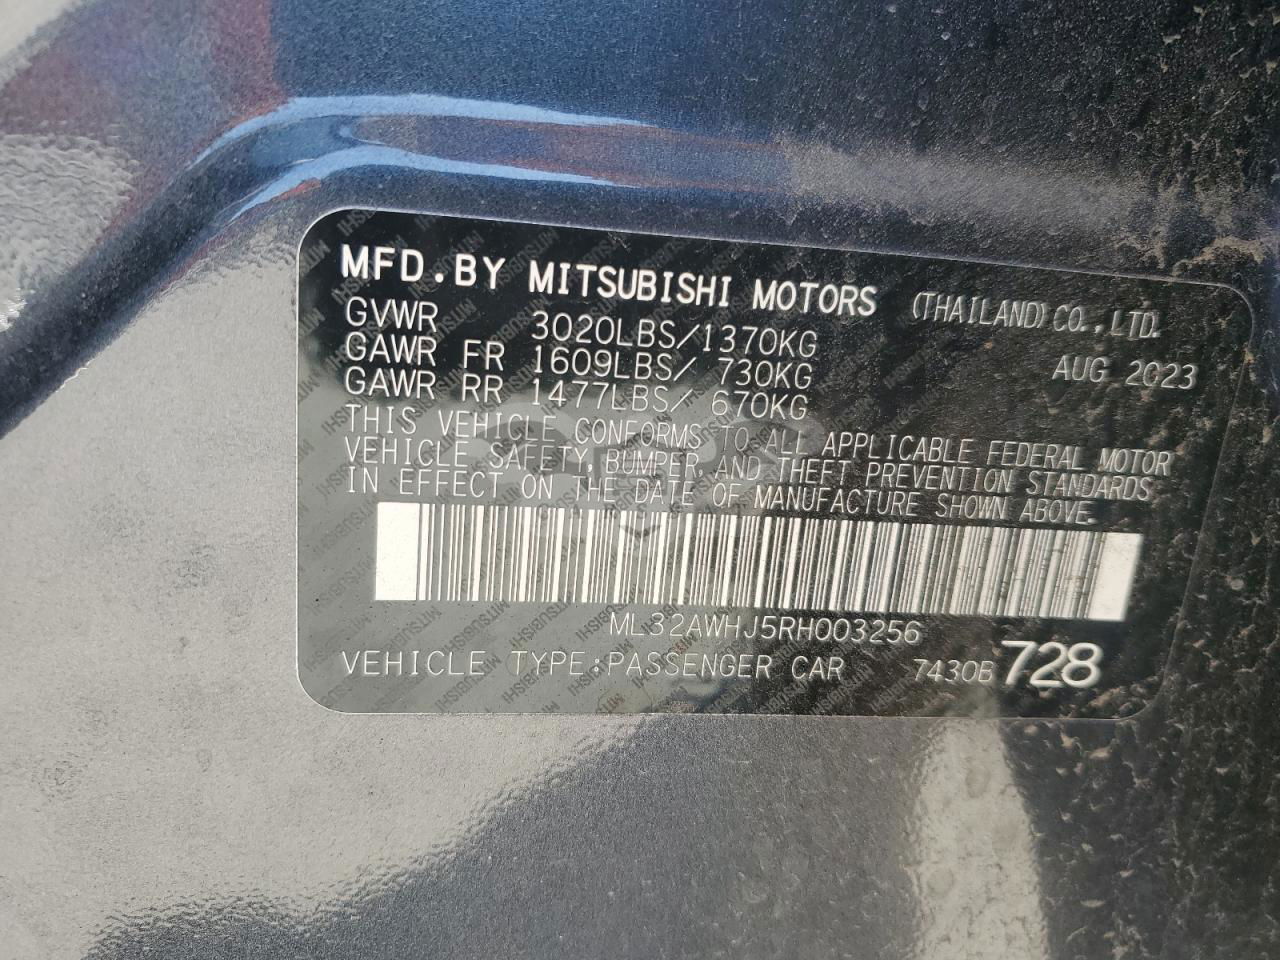 MFD.BY MITSUBISHI MOTORS (THAILAND) CO.,LTD.
GVWR 3020LBS/1370KG AUG 2023
GAWR FR 1609LBS/ 730KG
GAWR RR 1477LBS/ 670KG
THIS VEHICLE CONFORMS TO ALL APPLICABLE FEDERAL MOTOR
VEHICLE SAFETY, BUMPER, AND THEFT PREVENTION STANDARDS
IN EFFECT ON THE DATE OF MANUFACTURE SHOWN ABOVE.
ML32AWHJ5RH003256
VEHICLE TYPE:PASSENGER CAR 7430B 728